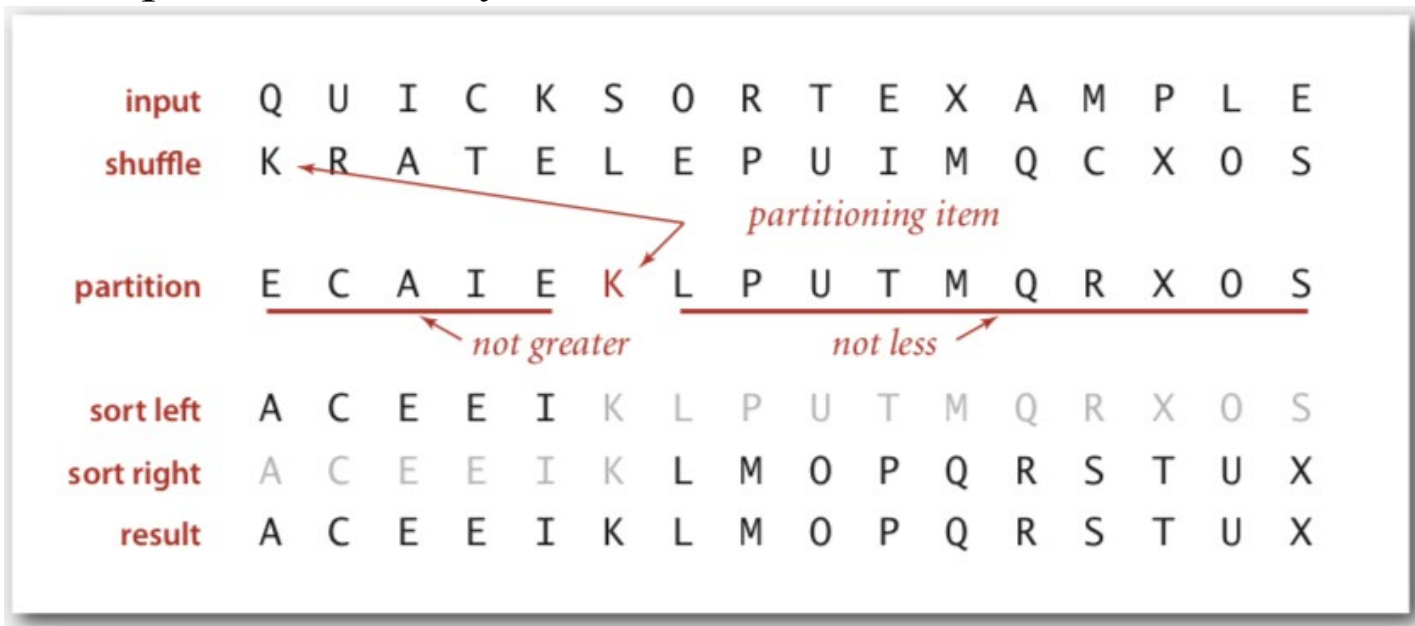 input Q U I C K S O R T E X A M P L E
shuffle K R A T E L E P U I M Q C X O S
partitioning item
partition E C A I E K L P U T M Q R X O S
not greater not less
sort left A C E E I K L P U T M Q R X O S
sort right A C E E I K L M O P Q R S T U X
result A C E E I K L M O P Q R S T U X